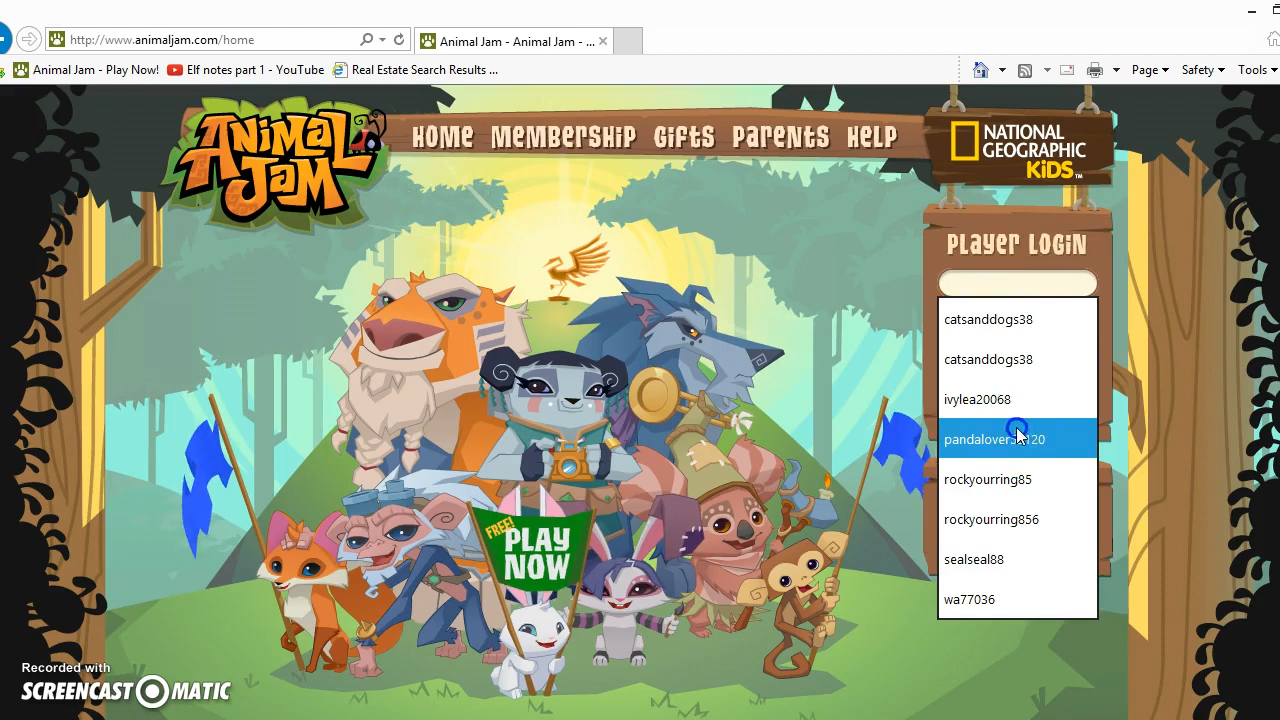 http://www.animaljam.com/home
Animal Jam - Animal Jam - ...
Animal Jam - Play Now!
Elf notes part 1 - YouTube
Real Estate Search Results ...
Page
Safety
Tools
ANIMAL
JAM
HOME
MEMBERSHIP
GIFTS
PARENTS
HELP
NATIONAL
GEOGRAPHIC
KiDS™
PLAYER LOGIN
catsanddogs38
catsanddogs38
ivylea20068
rockyourring85
rockyourring856
sealseal88
wa77036
FREE!
PLAY
NOW
Recorded with
SCREENCAST-O-MATIC